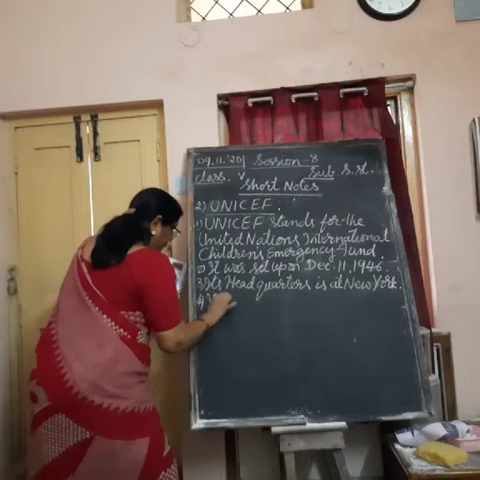 09.11.'20 Session-8
class. V Sub: S.St.
Short Notes
2) UNICEF:
1) UNICEF stands for the
United Nations International
Children's Emergency Fund.
2) It was set up on Dec. 11, 1946.
3) Its Headquarters is at New York.
4)